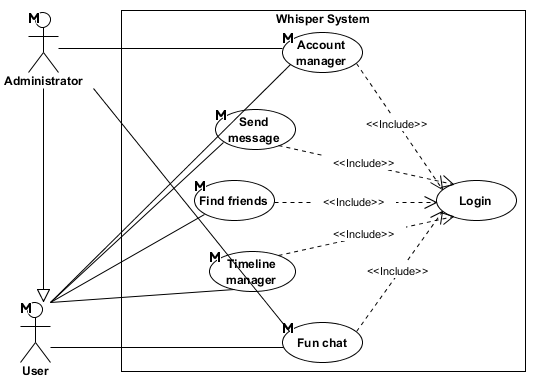 Whisper System
M
Administrator
M
Account
manager
<<Include>>
M
Send
message
<<Include>>
M
Find friends
<<Include>>
Login
<<Include>>
M
Timeline
manager
<<Include>>
M
User
M
Fun chat